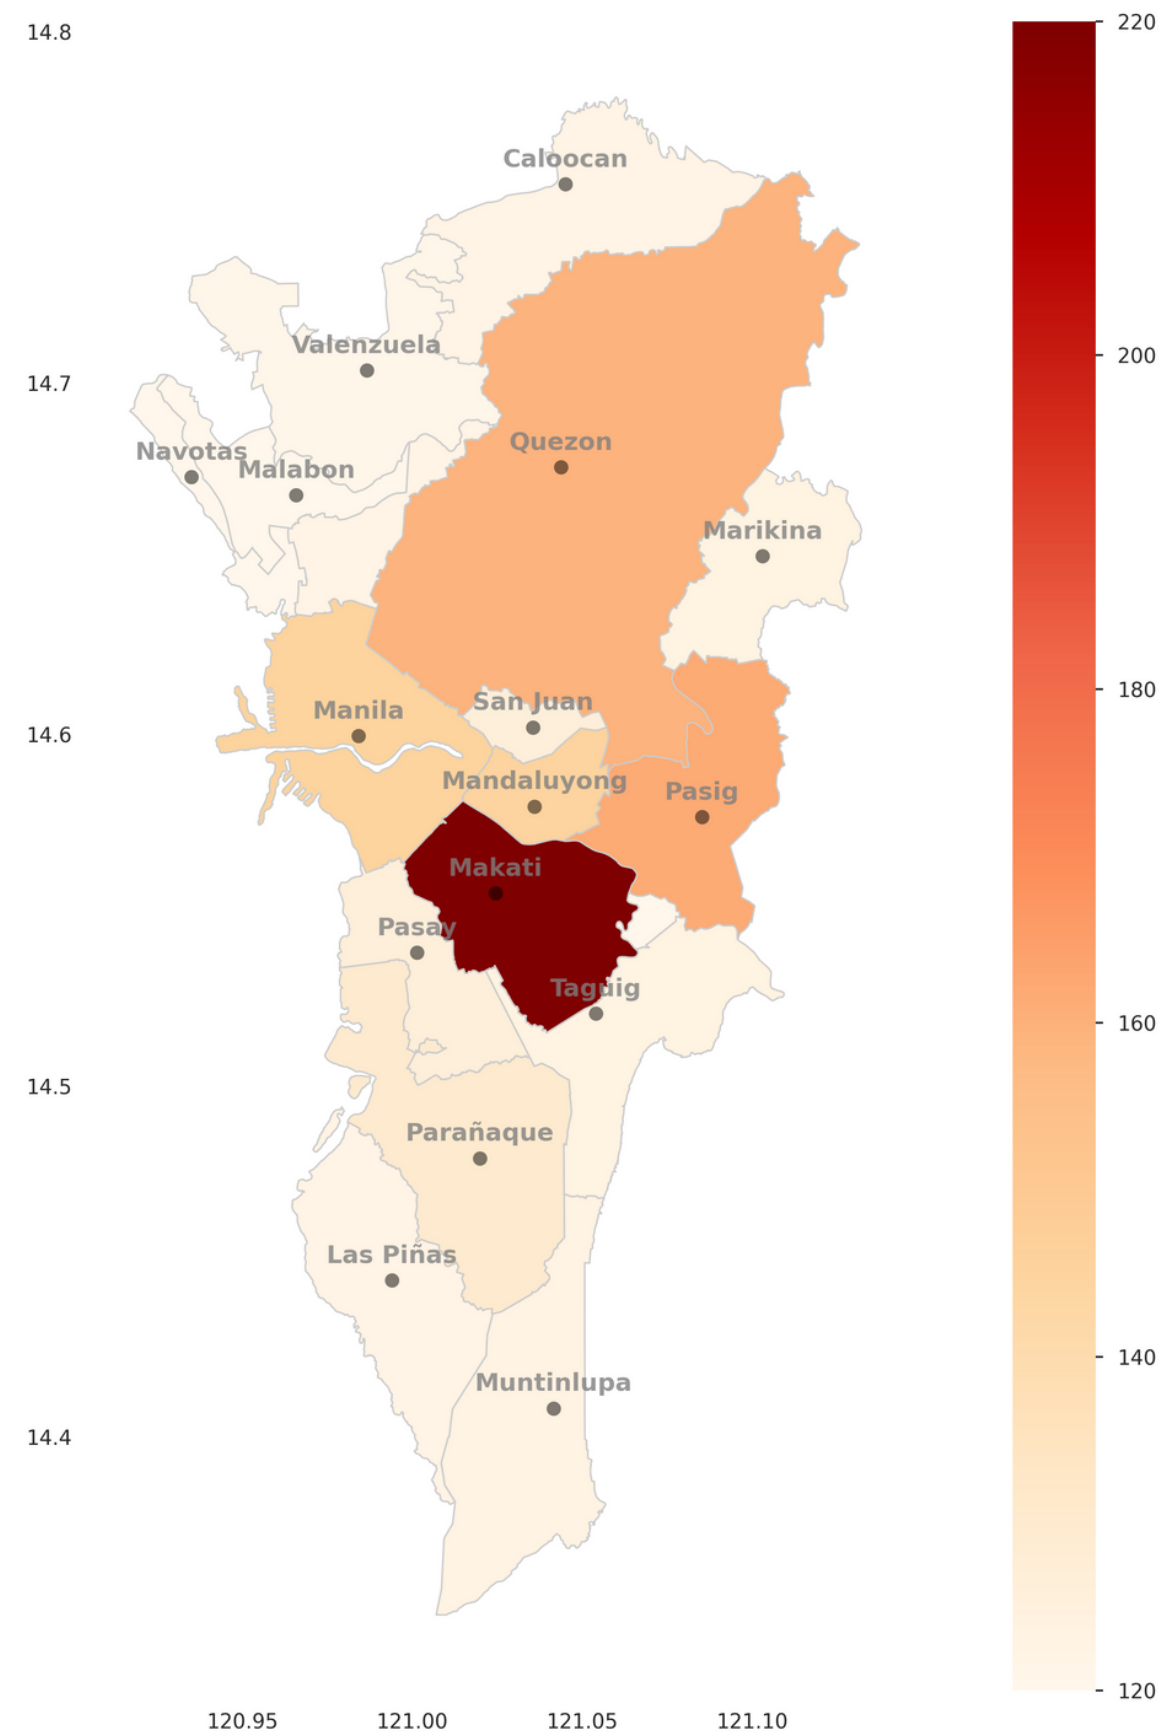 14.8
220
Caloocan
Valenzuela
200
14.7
Quezon
Navotas
Malabon
Marikina
180
San Juan
Manila
14.6
Mandaluyong
Pasig
Makati
Pasay
Taguig
160
14.5
Parañaque
Las Piñas
140
Muntinlupa
14.4
120
120.95 121.00 121.05 121.10